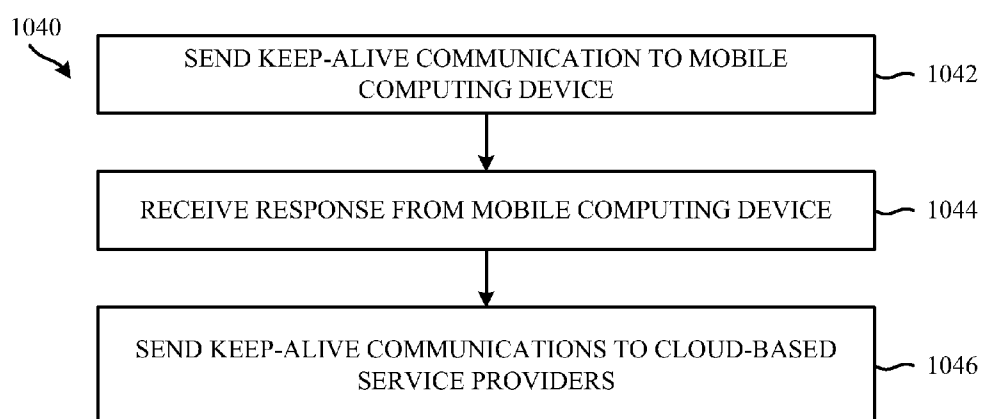 1040
SEND KEEP-ALIVE COMMUNICATION TO MOBILE
COMPUTING DEVICE
1042
RECEIVE RESPONSE FROM MOBILE COMPUTING DEVICE
1044
SEND KEEP-ALIVE COMMUNICATIONS TO CLOUD-BASED
SERVICE PROVIDERS
1046